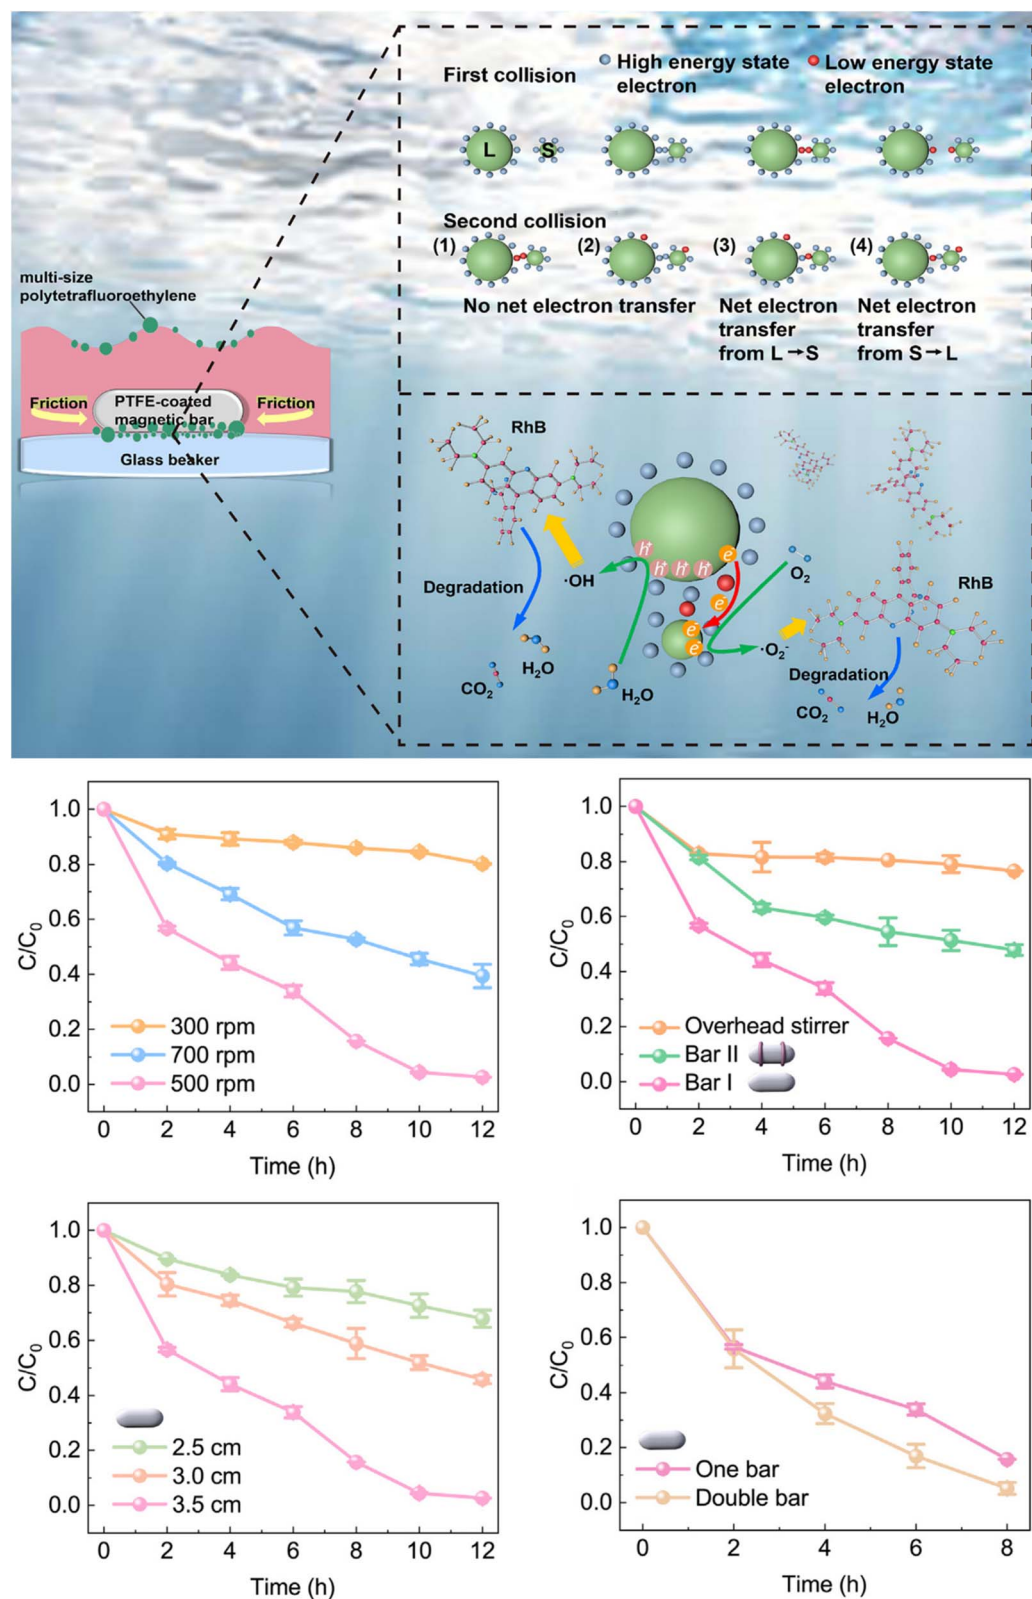 First collision
High energy state
electron
Low energy state
electron
L
S
Second collision
(1)
(2)
(3)
(4)
No net electron transfer
Net electron
transfer
from L→S
Net electron
transfer
from S→L
multi-size
polytetrafluoroethylene
Friction
PTFE-coated
magnetic bar
Friction
Glass beaker
RhB
h⁺
h⁺ h⁺ h⁺
e⁻
O₂
RhB
·OH
e⁻
Degradation
e⁻
e⁻
·O₂⁻
H₂O
CO₂
H₂O
Degradation
CO₂
H₂O
C/C₀
1.0
0.8
0.6
0.4
0.2
0.0
300 rpm
700 rpm
500 rpm
0 2 4 6 8 10 12
Time (h)
C/C₀
1.0
0.8
0.6
0.4
0.2
0.0
Overhead stirrer
Bar II
Bar I
0 2 4 6 8 10 12
Time (h)
C/C₀
1.0
0.8
0.6
0.4
0.2
0.0
2.5 cm
3.0 cm
3.5 cm
0 2 4 6 8 10 12
Time (h)
C/C₀
1.0
0.8
0.6
0.4
0.2
0.0
One bar
Double bar
0 2 4 6 8
Time (h)